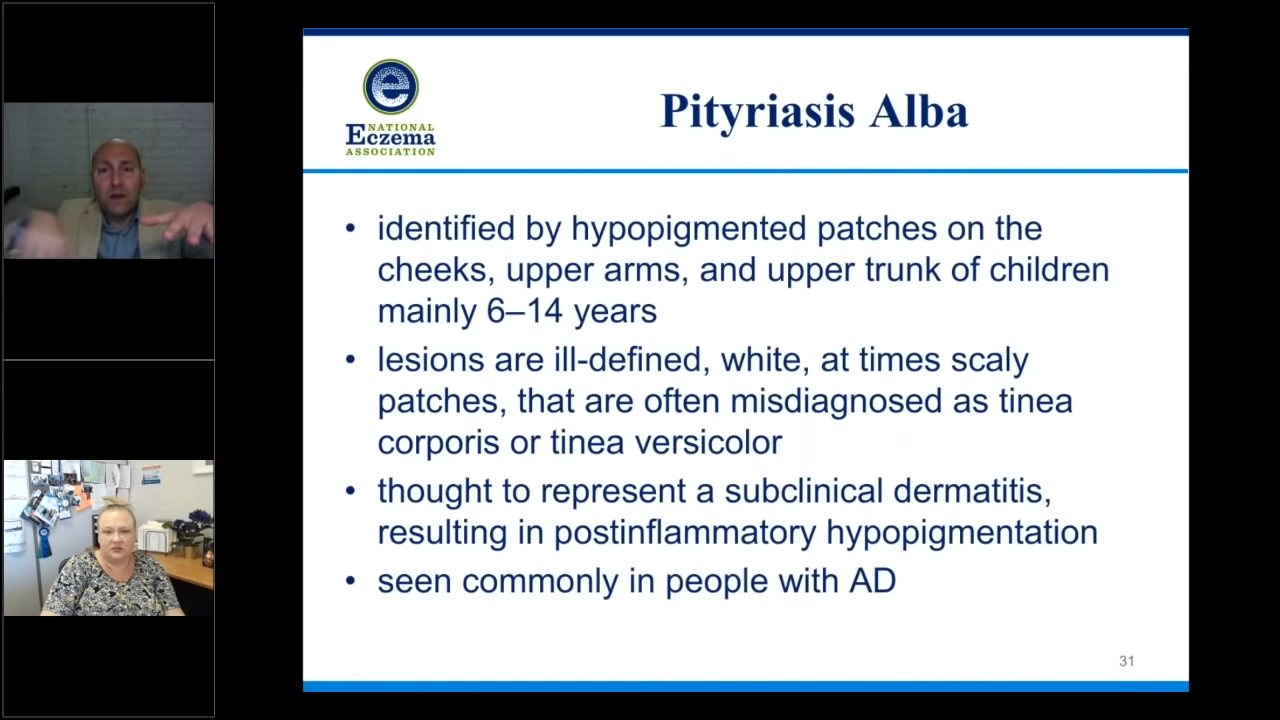 NATIONAL
Eczema
ASSOCIATION
Pityriasis Alba
• identified by hypopigmented patches on the
cheeks, upper arms, and upper trunk of children
mainly 6–14 years
• lesions are ill-defined, white, at times scaly
patches, that are often misdiagnosed as tinea
corporis or tinea versicolor
• thought to represent a subclinical dermatitis,
resulting in postinflammatory hypopigmentation
• seen commonly in people with AD
31